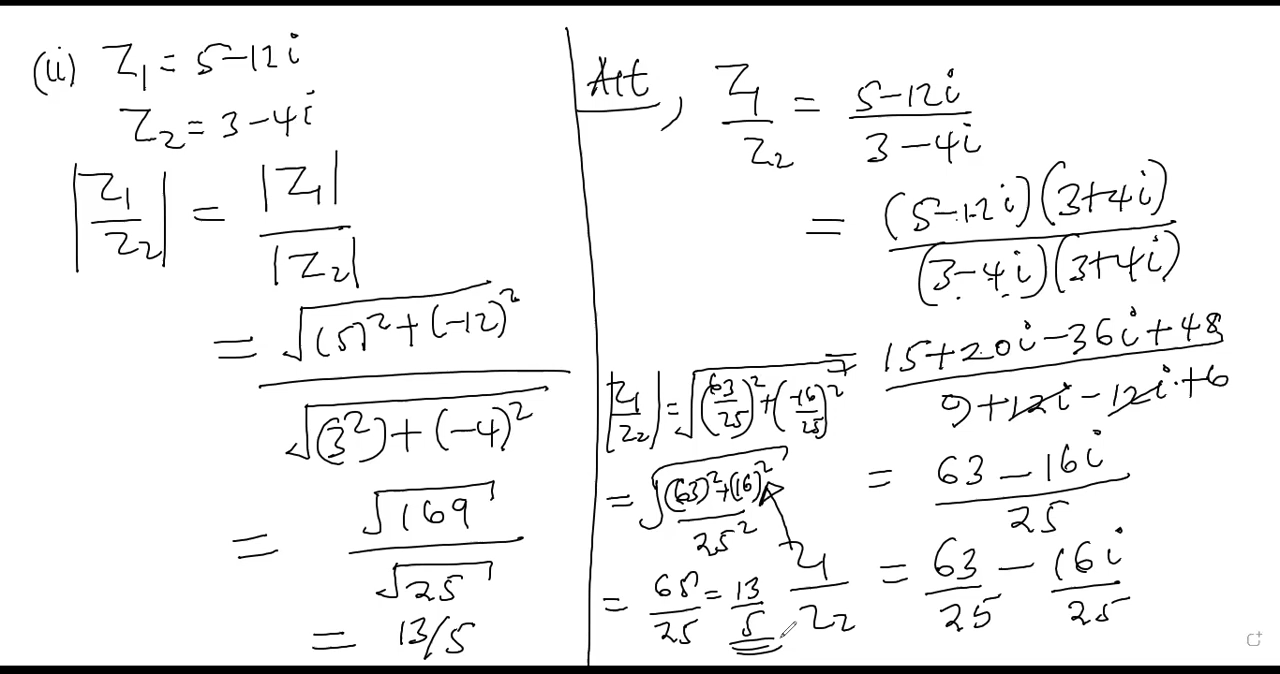 (ii) Z₁ = 5-12i
Z₂ = 3-4i
|Z₁/Z₂| = |Z₁|/|Z₂|
= √((5)²+(-12)²)/√((3²)+(-4)²)
= √169/√25
= 13/5
Alt, Z₁/Z₂ = (5-12i)/(3-4i)
= (5-12i)(3+4i)/(3-4i)(3+4i)
= (15+20i-36i+48)/(9+12i-12i+6)
= (63-16i)/25
Z₁/Z₂ = 63/25 - 16i/25
|Z₁/Z₂| = √((63/25)²+(-16/25)²)
= √(((63)²+(16)²)/25²)
= 65/25 = 13/5